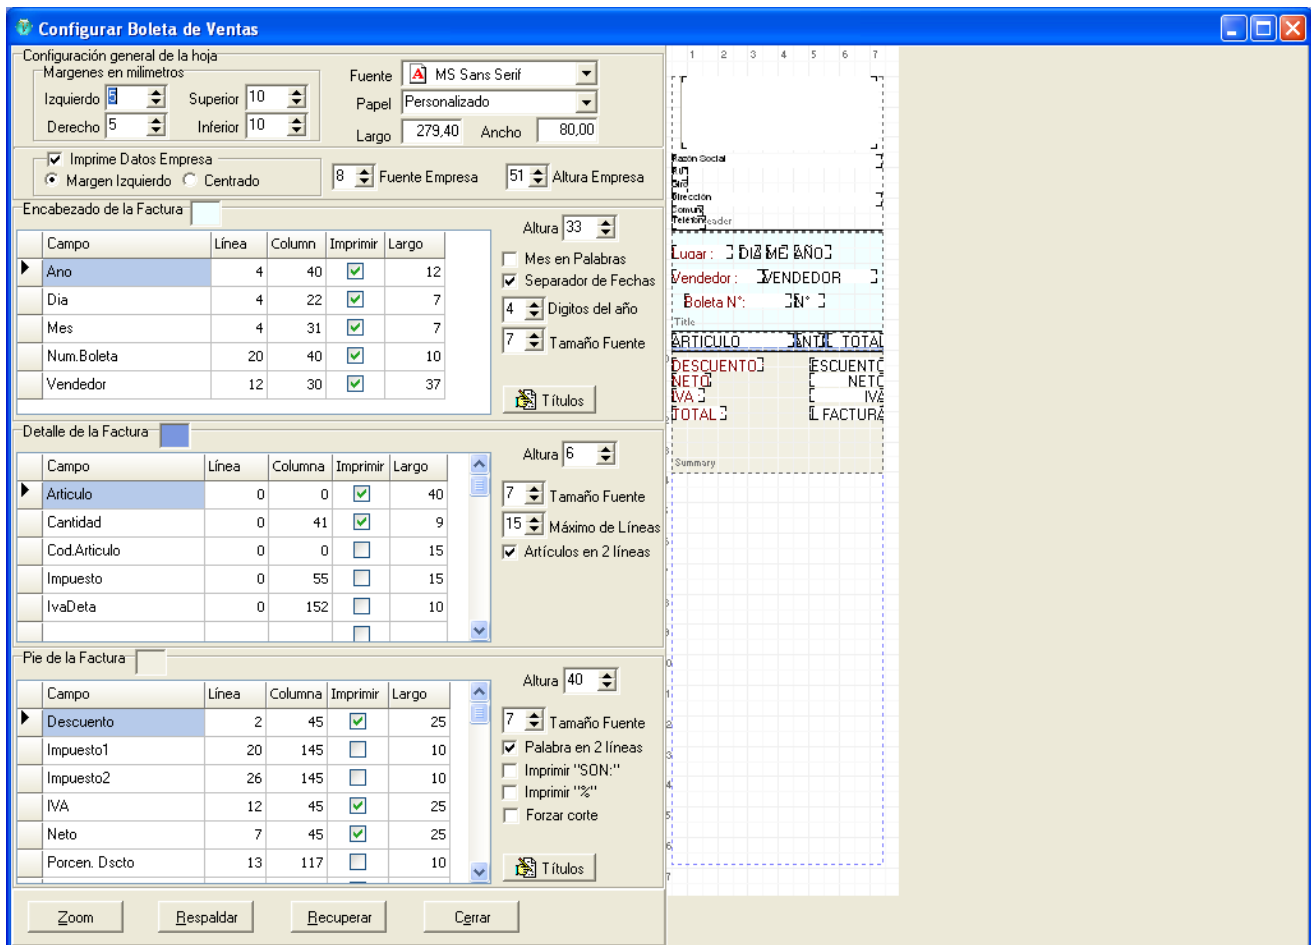 Configurar Boleta de Ventas
Configuración general de la hoja
Margenes en milimetros
Izquierdo 5 Superior 10
Derecho 5 Inferior 10
Fuente MS Sans Serif
Papel Personalizado
Largo 279,40 Ancho 80,00
Imprime Datos Empresa
Margen Izquierdo Centrado
8 Fuente Empresa 51 Altura Empresa
Encabezado de la Factura
Campo Línea Column Imprimir Largo
Ano 4 40 12
Dia 4 22 7
Mes 4 31 7
Num.Boleta 20 40 10
Vendedor 12 30 37
Altura 33
Mes en Palabras
Separador de Fechas
4 Digitos del año
7 Tamaño Fuente
Títulos
Detalle de la Factura
Campo Línea Columna Imprimir Largo
Articulo 0 0 40
Cantidad 0 41 9
Cod.Articulo 0 0 15
Impuesto 0 55 15
IvaDeta 0 152 10
Altura 6
7 Tamaño Fuente
15 Máximo de Líneas
Artículos en 2 líneas
Pie de la Factura
Campo Línea Columna Imprimir Largo
Descuento 2 45 25
Impuesto1 20 145 10
Impuesto2 26 145 10
IVA 12 45 25
Neto 7 45 25
Porcen. Dscto 13 117 10
Altura 40
7 Tamaño Fuente
Palabra en 2 líneas
Imprimir "SON:"
Imprimir "%"
Forzar corte
Títulos
Zoom Respaldar Recuperar Cerrar
1 2 3 4 5 6 7
Razón Social
Dirección
Lugar : DIA ME AÑO
Vendedor : VENDEDOR
Boleta N°: N°
Title
ARTICULO TOTAL
DESCUENTO ESCUENTO
NETO NETO
IVA IVA
TOTAL L FACTURA
Summary